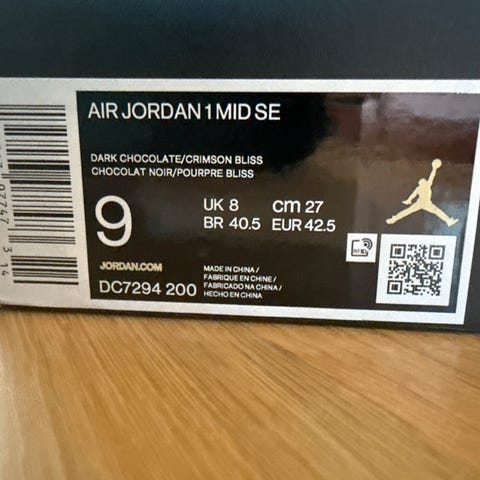 AIR JORDAN 1 MID SE
DARK CHOCOLATE/CRIMSON BLISS
CHOCOLAT NOIR/POURPRE BLISS
9
UK 8 cm 27
BR 40.5 EUR 42.5
JORDAN.COM
DC7294 200
MADE IN CHINA /
FABRIQUE EN CHINE /
FABRICADO NA CHINA /
HECHO EN CHINA